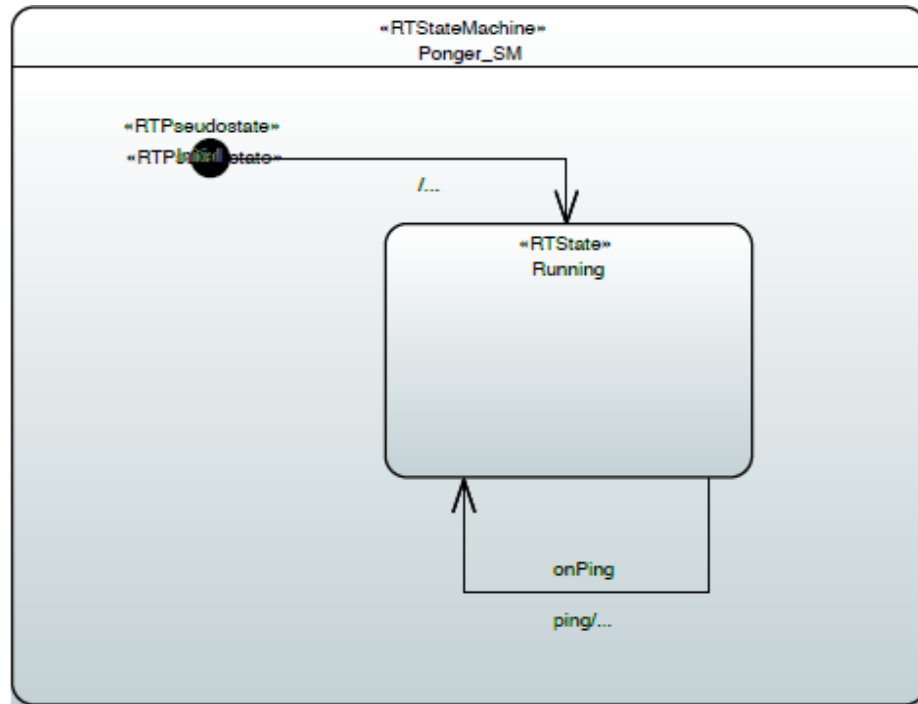 «RTStateMachine»
Ponger_SM
«RTPseudostate»
/...
«RTState»
Running
onPing
ping/...